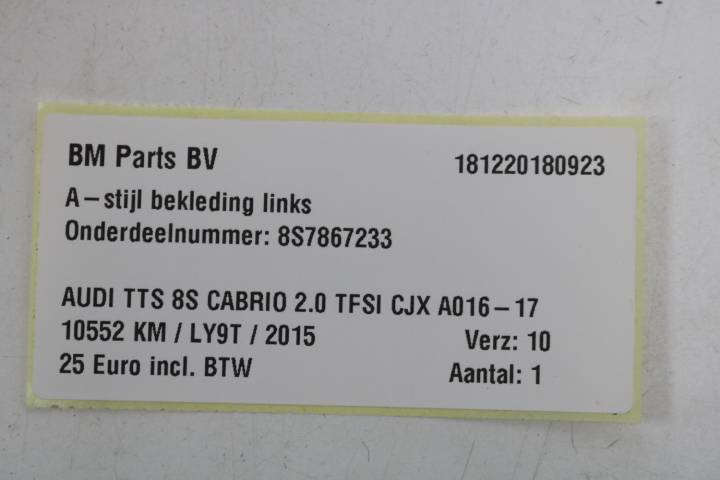 BM Parts BV 181220180923
A-stijl bekleding links
Onderdeelnummer: 8S7867233
AUDI TTS 8S CABRIO 2.0 TFSI CJX A016-17
10552 KM / LY9T / 2015 Verz: 10
25 Euro incl. BTW Aantal: 1